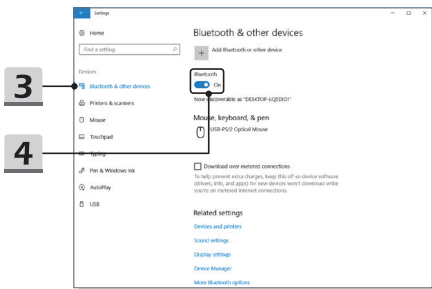 Settings
Home
Find a setting
Devices
Bluetooth & other devices
Printers & scanners
Mouse
Touchpad
Typing
Pen & Windows Ink
AutoPlay
USB
3
4
Bluetooth & other devices
Add Bluetooth or other device
Bluetooth
On
Now discoverable as
Mouse, keyboard, & pen
USB-PS/2 Optical Mouse
Download over metered connections
To help prevent extra charges, keep this off so device software
(drivers, info, and apps) for new devices won't download while
you're on metered Internet connections.
Related settings
Devices and printers
Sound settings
Display settings
Device Manager
More Bluetooth options